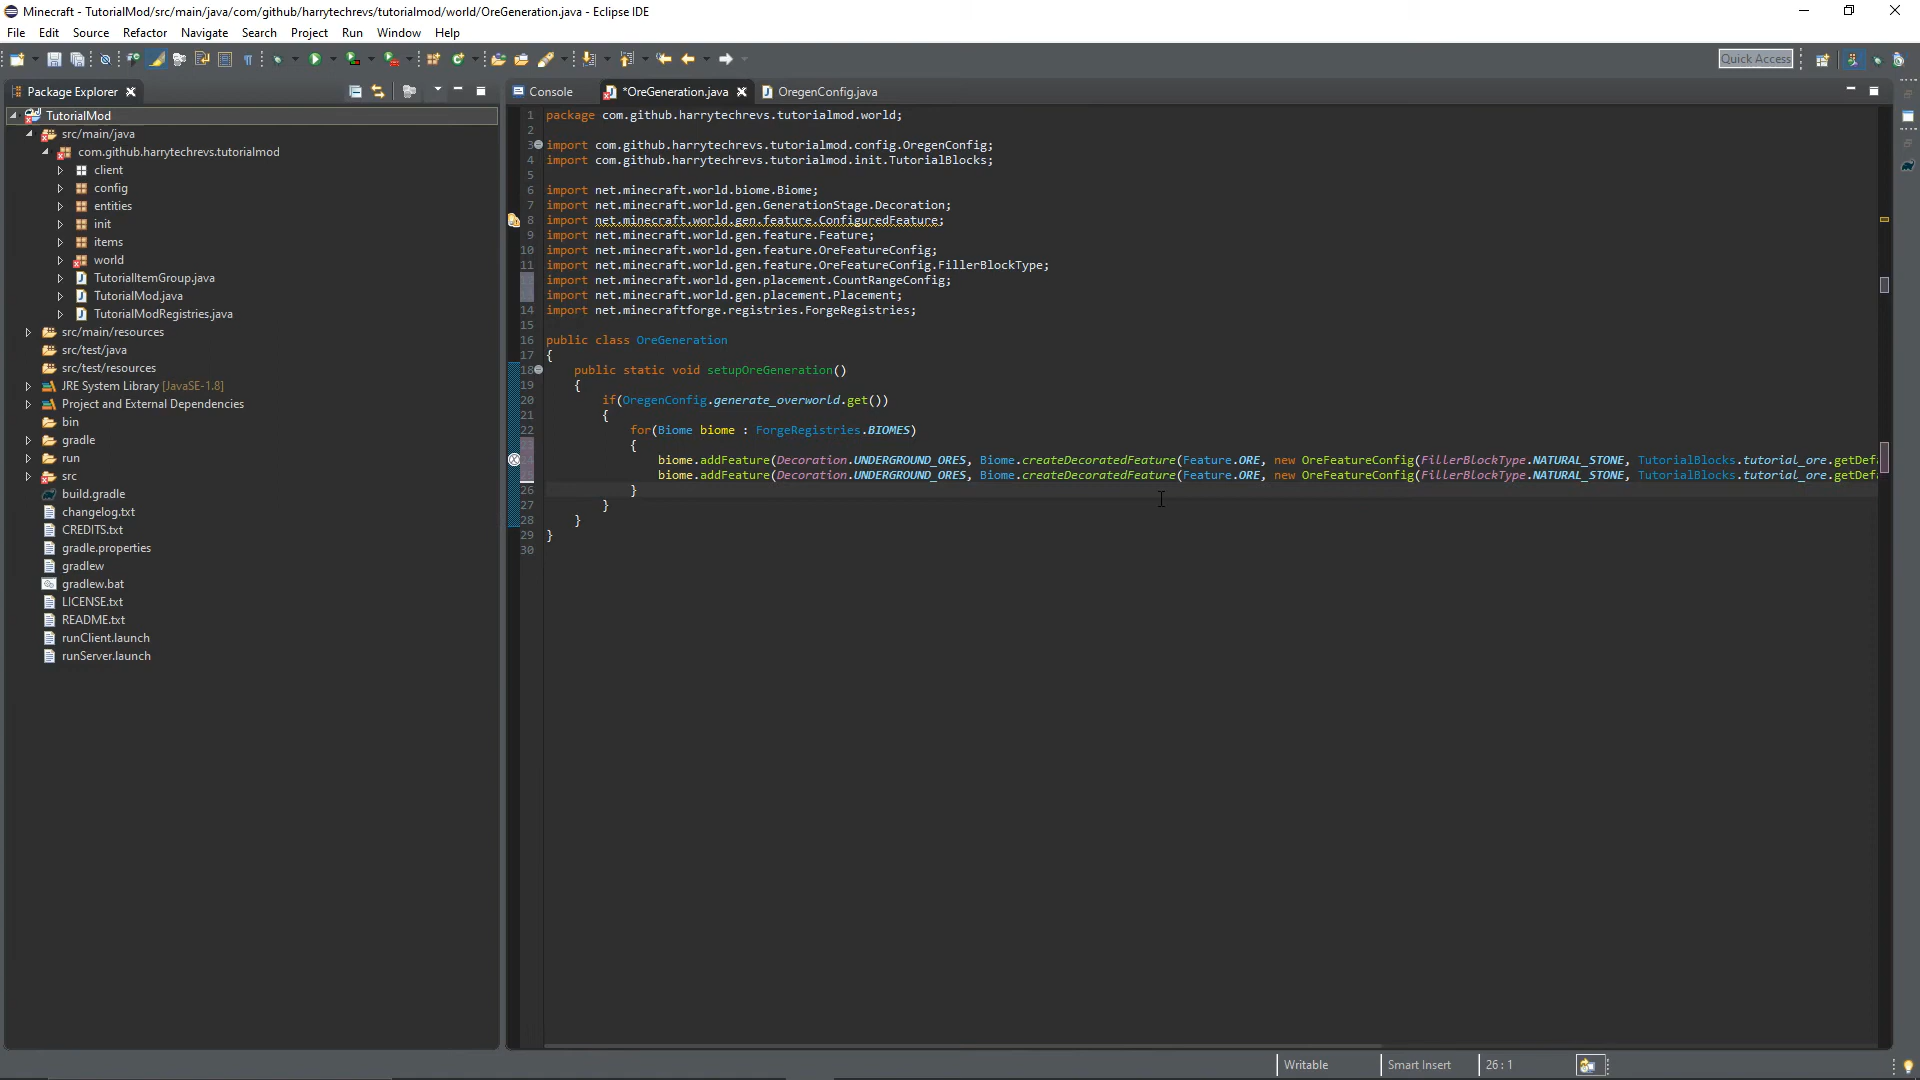 Minecraft - TutorialMod/src/main/java/com/github/harrytechrevs/tutorialmod/world/OreGeneration.java - Eclipse IDE
File Edit Source Refactor Navigate Search Project Run Window Help
Quick Access
Package Explorer
Console *OreGeneration.java OregenConfig.java
TutorialMod
src/main/java
com.github.harrytechrevs.tutorialmod
client
config
entities
init
items
world
TutorialItemGroup.java
TutorialMod.java
TutorialModRegistries.java
src/main/resources
src/test/java
src/test/resources
JRE System Library [JavaSE-1.8]
Project and External Dependencies
bin
gradle
run
src
build.gradle
changelog.txt
CREDITS.txt
gradle.properties
gradlew
gradlew.bat
LICENSE.txt
README.txt
runClient.launch
runServer.launch
1 package com.github.harrytechrevs.tutorialmod.world;
2
3 import com.github.harrytechrevs.tutorialmod.config.OregenConfig;
4 import com.github.harrytechrevs.tutorialmod.init.TutorialBlocks;
5
6 import net.minecraft.world.biome.Biome;
7 import net.minecraft.world.gen.GenerationStage.Decoration;
8 import net.minecraft.world.gen.feature.ConfiguredFeature;
9 import net.minecraft.world.gen.feature.Feature;
10 import net.minecraft.world.gen.feature.OreFeatureConfig;
11 import net.minecraft.world.gen.feature.OreFeatureConfig.FillerBlockType;
import net.minecraft.world.gen.placement.CountRangeConfig;
import net.minecraft.world.gen.placement.Placement;
14 import net.minecraftforge.registries.ForgeRegistries;
15
16 public class OreGeneration
17 {
18 public static void setupOreGeneration()
19 {
20 if(OregenConfig.generate_overworld.get())
21 {
22 for(Biome biome : ForgeRegistries.BIOMES)
{
biome.addFeature(Decoration.UNDERGROUND_ORES, Biome.createDecoratedFeature(Feature.ORE, new OreFeatureConfig(FillerBlockType.NATURAL_STONE, TutorialBlocks.tutorial_ore.getDef
biome.addFeature(Decoration.UNDERGROUND_ORES, Biome.createDecoratedFeature(Feature.ORE, new OreFeatureConfig(FillerBlockType.NATURAL_STONE, TutorialBlocks.tutorial_ore.getDef
26 }
27 }
28 }
29 }
30
Writable Smart Insert 26 : 1